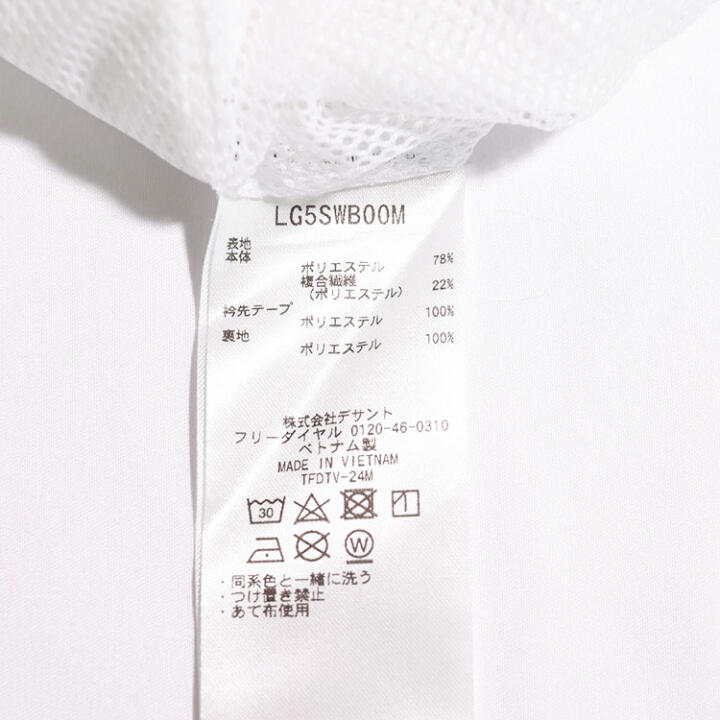 LG5SWB00M
表地
本体
ポリエステル 78%
複合繊維
(ポリエステル) 22%
衿先テープ
ポリエステル 100%
裏地
ポリエステル 100%
株式会社デサント
フリーダイヤル 0120-46-0310
ベトナム製
MADE IN VIETNAM
TFDTV-24M
30
W
・同系色と一緒に洗う
・つけ置き禁止
・あて布使用